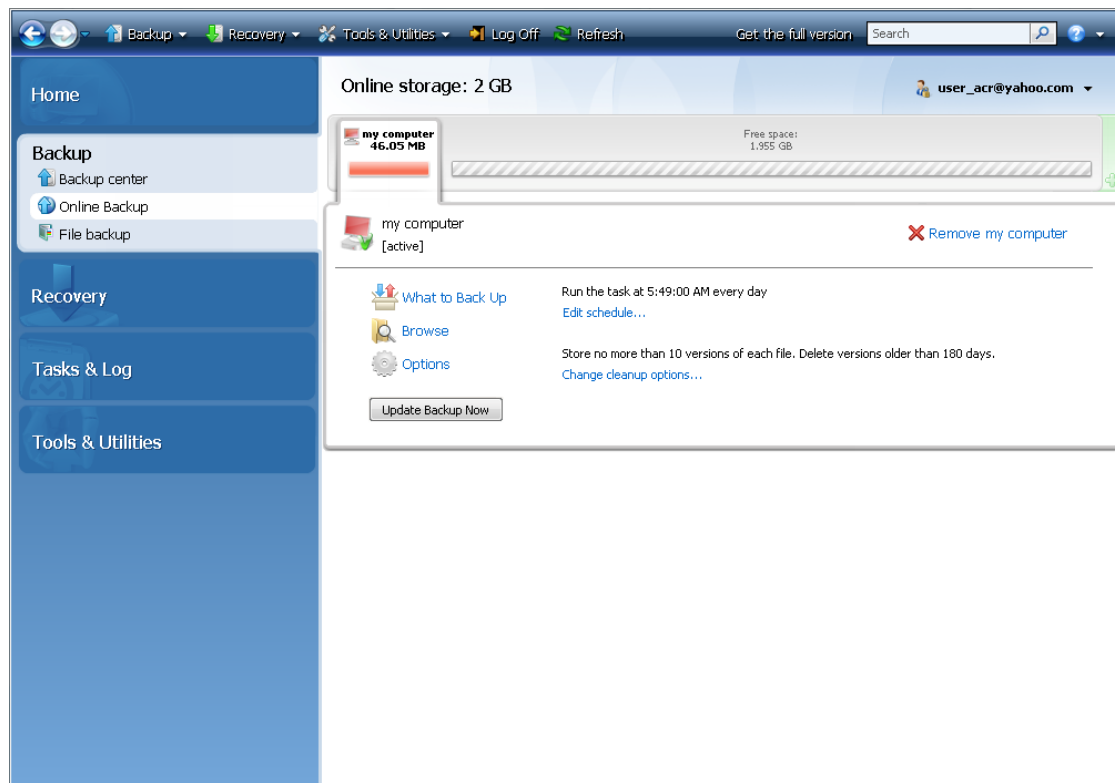 Backup Recovery Tools & Utilities Log Off Refresh Get the full version Search
Home
Backup
Backup center
Online Backup
File backup
Recovery
Tasks & Log
Tools & Utilities
Online storage: 2 GB
user_acr@yahoo.com
my computer
46.05 MB
Free space:
1.955 GB
my computer
[active]
Remove my computer
What to Back Up
Browse
Options
Update Backup Now
Run the task at 5:49:00 AM every day
Edit schedule...
Store no more than 10 versions of each file. Delete versions older than 180 days.
Change cleanup options...